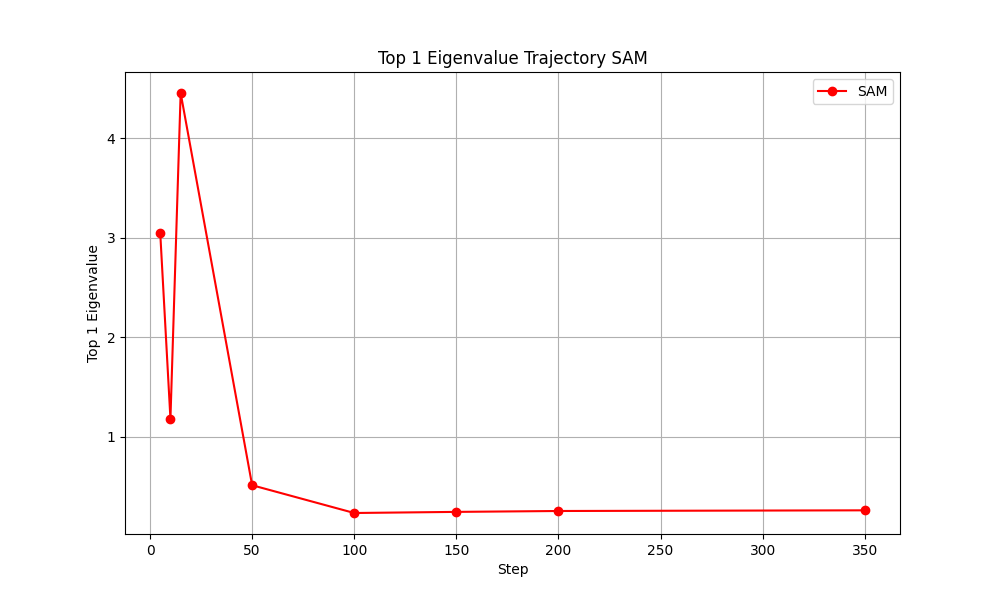 Top 1 Eigenvalue Trajectory SAM
SAM
Top 1 Eigenvalue
4
3
2
1
0 50 100 150 200 250 300 350
Step